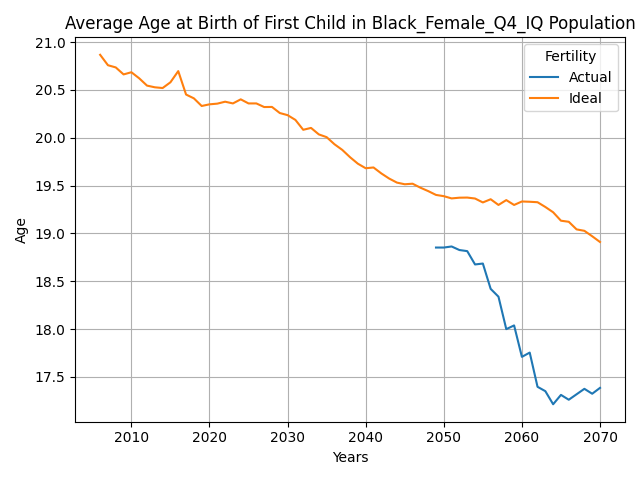 Average Age at Birth of First Child in Black_Female_Q4_IQ Population
21.0
20.5
20.0
19.5
19.0
18.5
18.0
17.5
Age
Fertility
Actual
Ideal
2010 2020 2030 2040 2050 2060 2070
Years